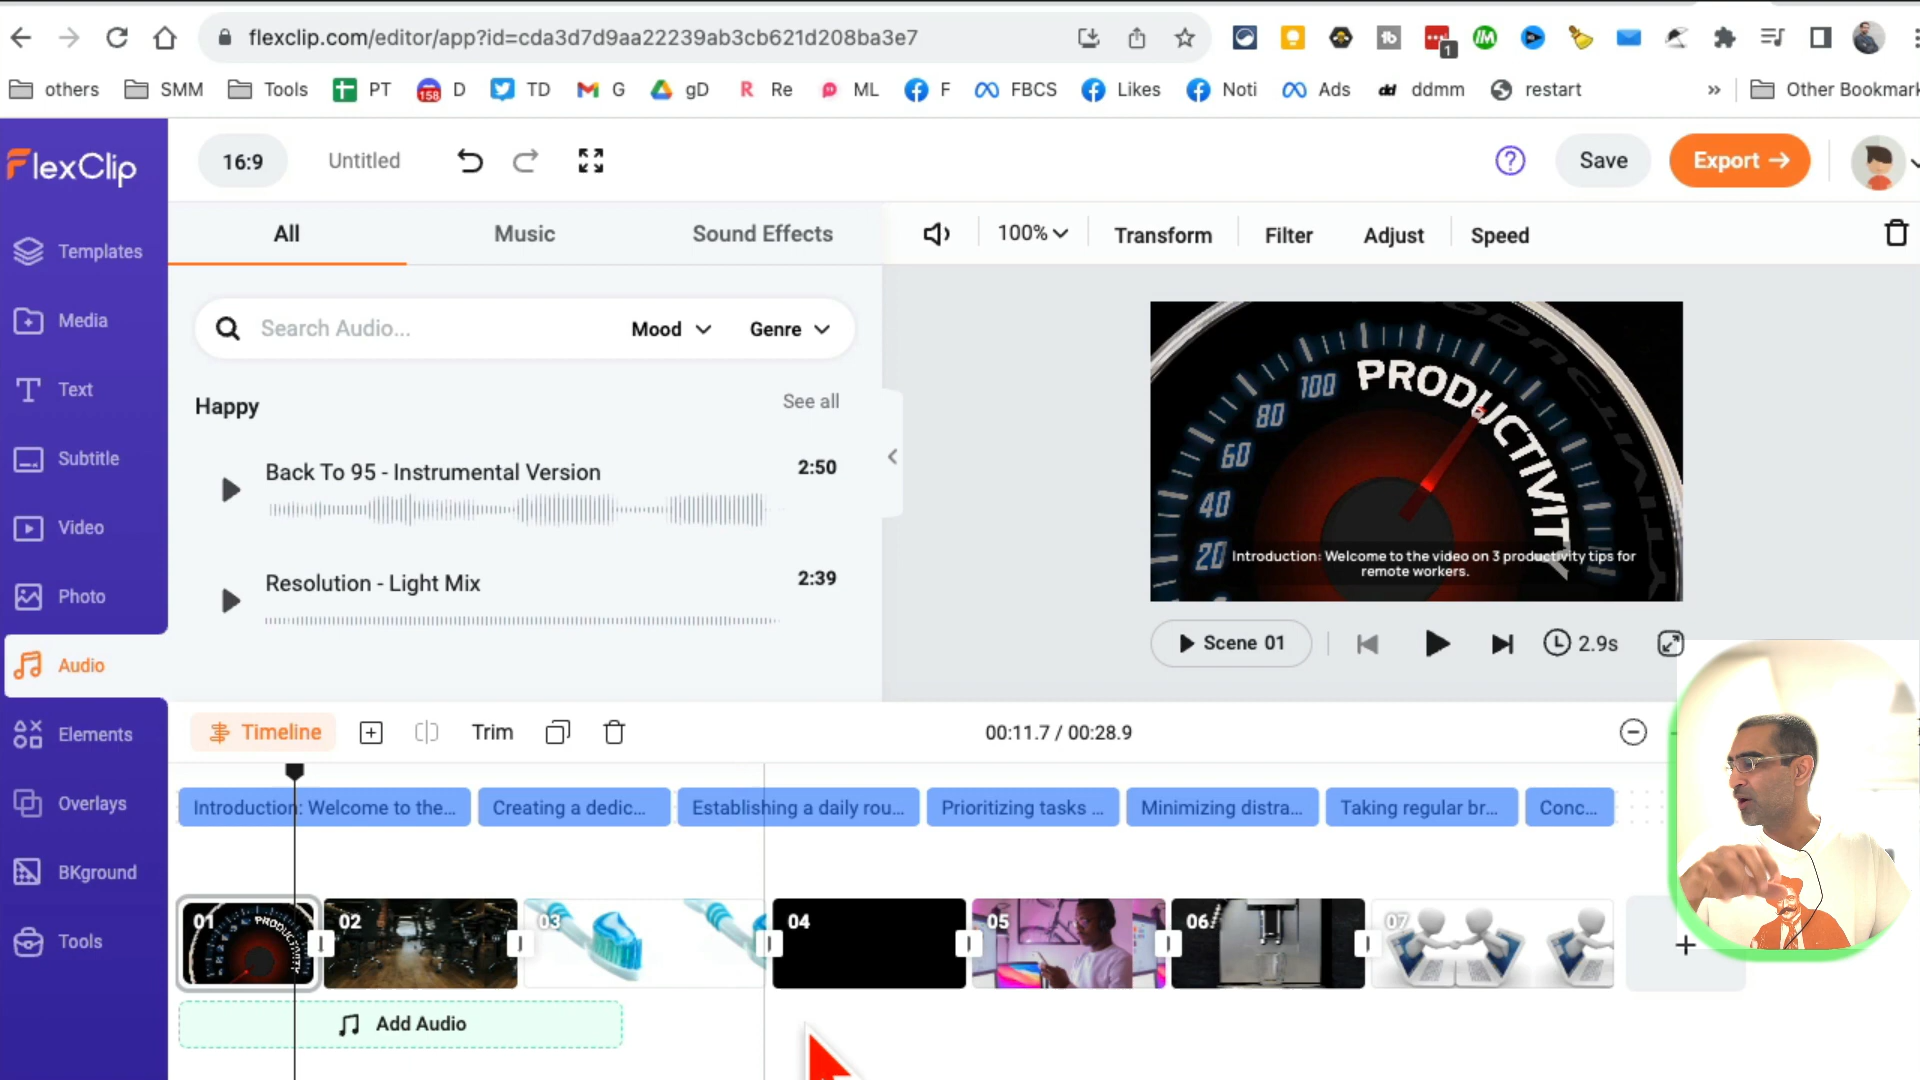 flexclip.com/editor/app?id=cda3d7d9aa22239ab3cb621d208ba3e7
1
others SMM Tools PT 158 D TD G gD R Re ML F FBCS Likes Noti Ads dd ddmm restart » Other Bookmark
FlexClip
16:9 Untitled ? Save Export →
All Music Sound Effects
100% Transform Filter Adjust Speed
Templates
Media
Text
Subtitle
Video
Photo
Audio
Elements
Overlays
BKground
Tools
Search Audio... Mood Genre
Happy See all
Back To 95 - Instrumental Version 2:50
Resolution - Light Mix 2:39
PRODUCTIVITY
100
80
60
40
20
Introduction: Welcome to the video on 3 productivity tips for
remote workers.
Scene 01 2.9s
Timeline Trim 00:11.7 / 00:28.9
Introduction: Welcome to the... Creating a dedic... Establishing a daily rou... Prioritizing tasks ... Minimizing distra... Taking regular br... Conc...
01 PRODUCTIVITY 02 03 04 05 06 07
Add Audio